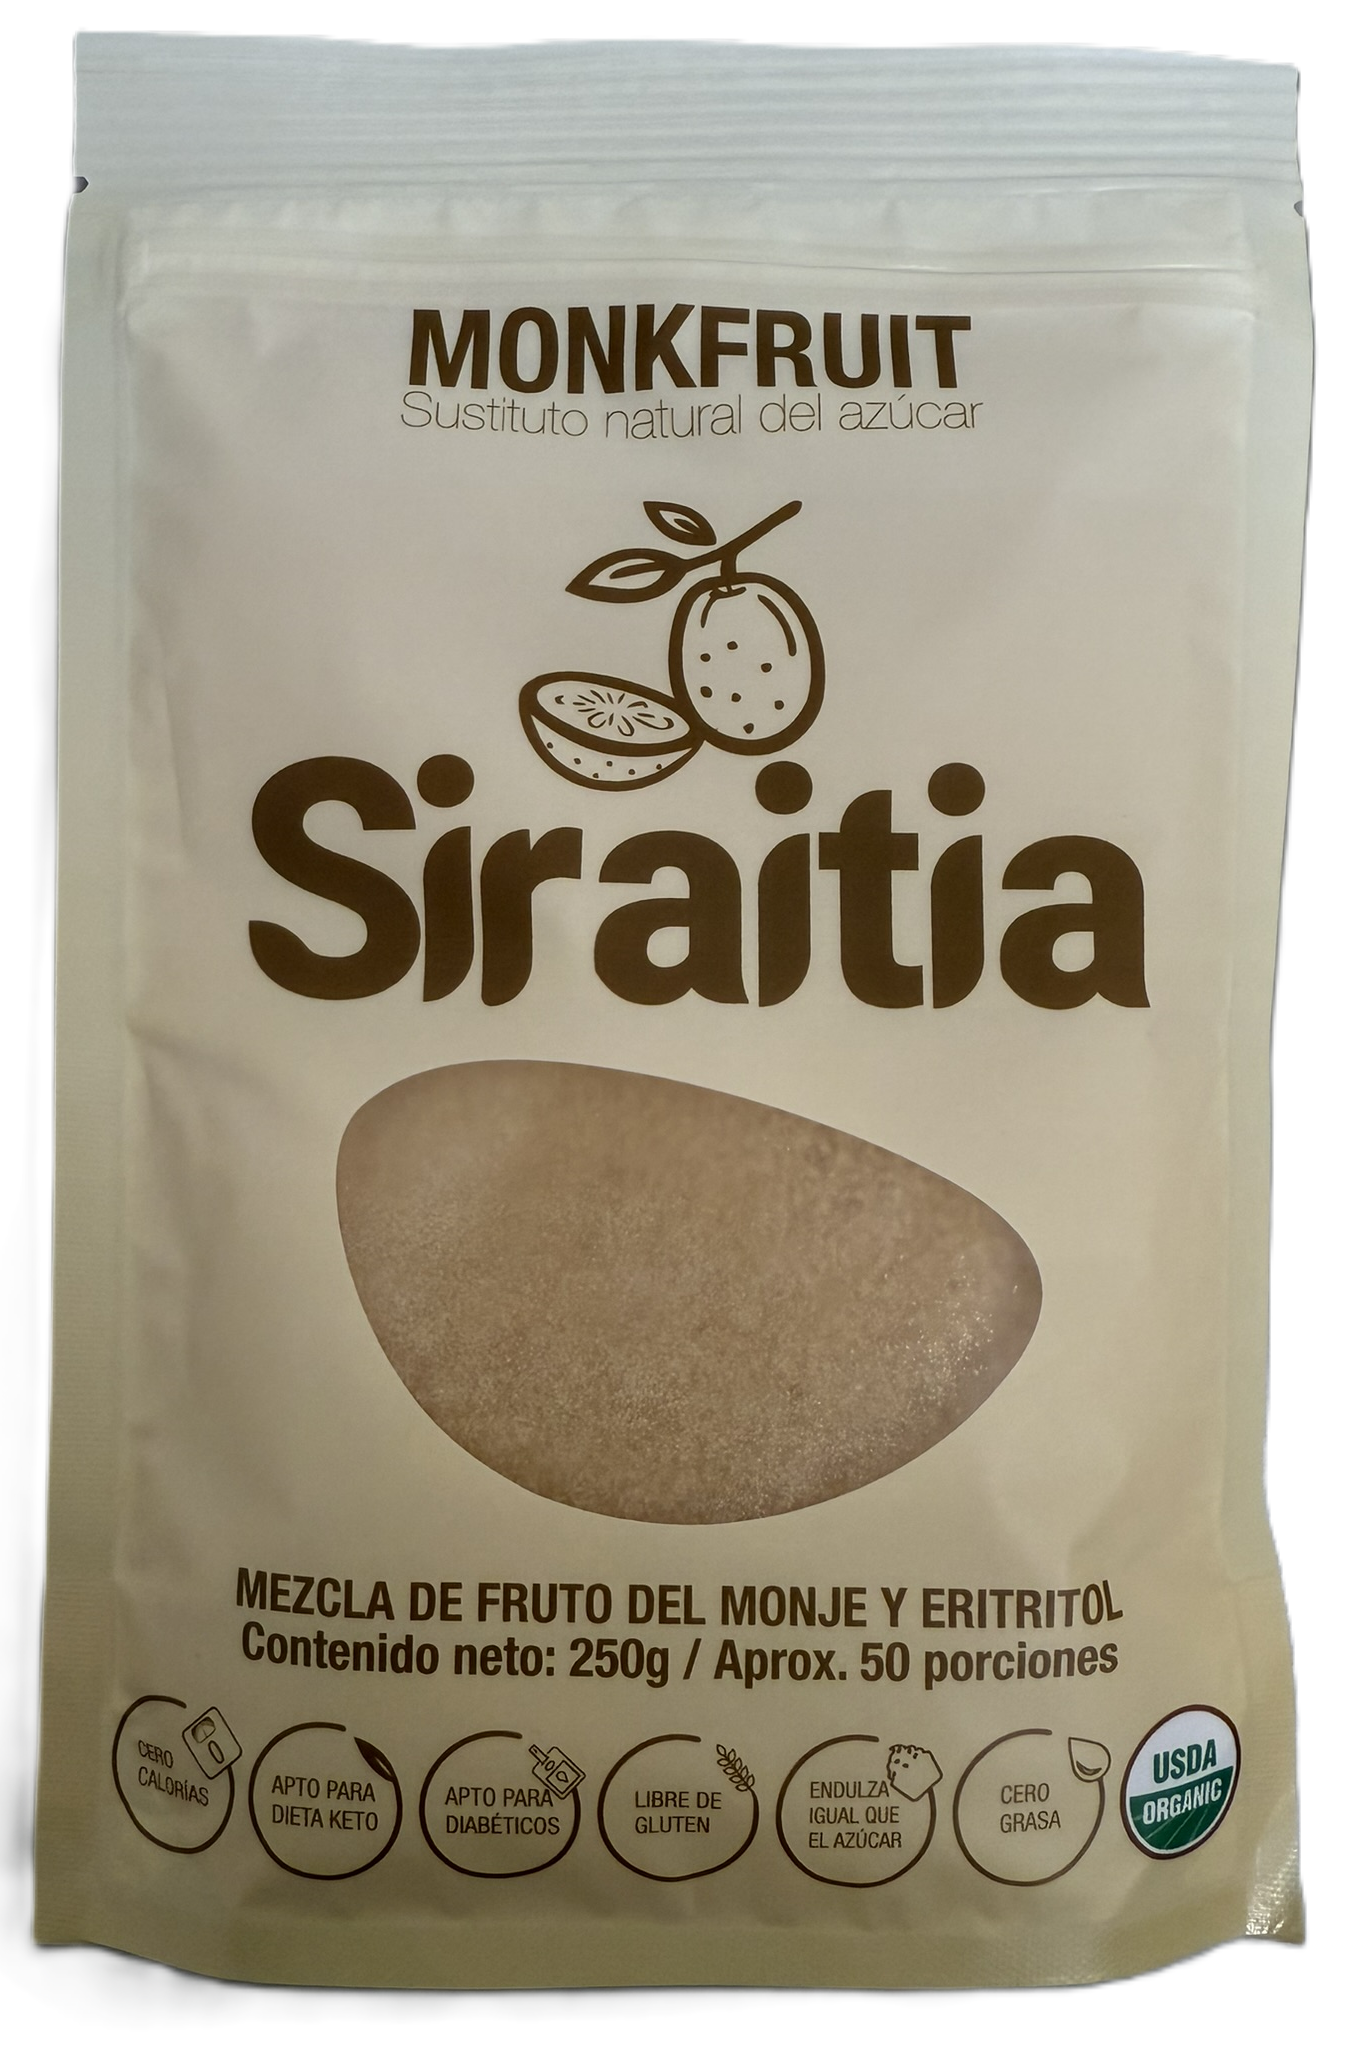 MONKFRUIT
Sustituto natural del azúcar
Siraitia
MEZCLA DE FRUTO DEL MONJE Y ERITRITOL
Contenido neto: 250g / Aprox. 50 porciones
CERO
CALORÍAS
0
APTO PARA
DIETA KETO
APTO PARA
DIABÉTICOS
LIBRE DE
GLUTEN
ENDULZA
IGUAL QUE
EL AZÚCAR
CERO
GRASA
USDA
ORGANIC